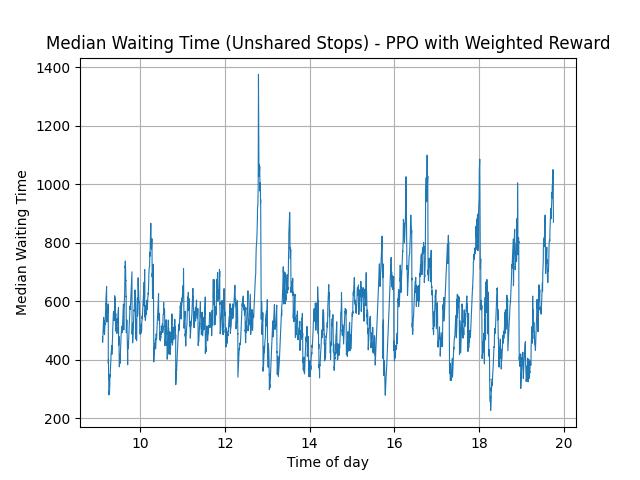 Median Waiting Time (Unshared Stops) - PPO with Weighted Reward
1400
1200
1000
800
600
400
200
Median Waiting Time
10 12 14 16 18 20
Time of day